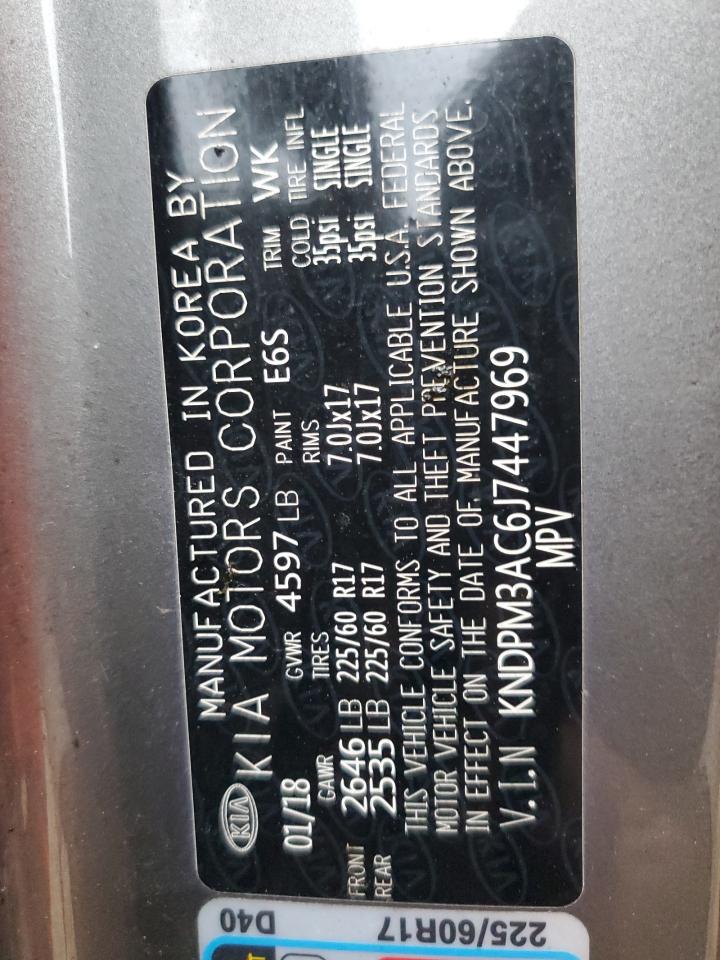 MANUFACTURED IN KOREA BY
KIA KIA MOTORS CORPORATION
01/18 GVWR 4597 LB PAINT E6S TRIM WK
GAWR TIRES RIMS COLD TIRE INFL
FRONT 2646 LB 225/60 R17 7.0Jx17 35psi SINGLE
REAR 2535 LB 225/60 R17 7.0Jx17 35psi SINGLE
THIS VEHICLE CONFORMS TO ALL APPLICABLE U.S.A. FEDERAL
MOTOR VEHICLE SAFETY AND THEFT PREVENTION STANDARDS
IN EFFECT ON THE DATE OF MANUFACTURE SHOWN ABOVE.
V.I.N KNDPM3AC6J7447969
MPV
225/60R17 D40